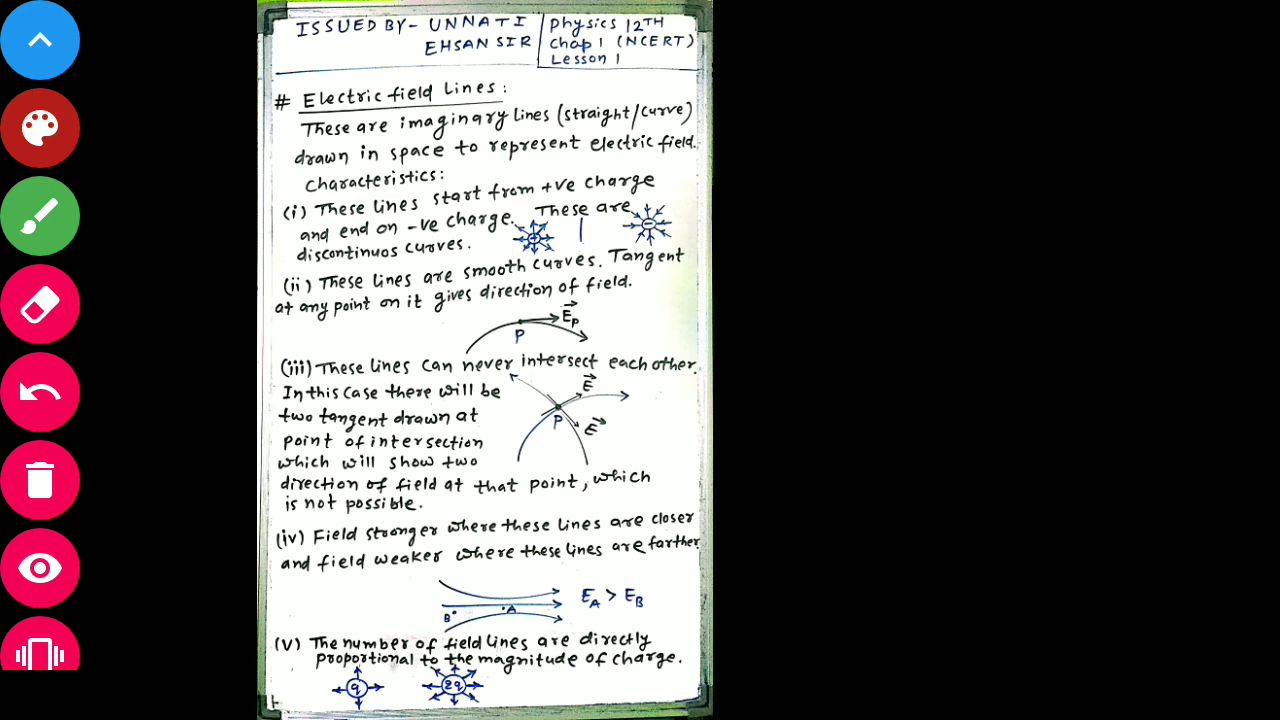 ISSUED BY- UNNATI
EHSAN SIR
Physics 12TH
Chap 1 (NCERT)
Lesson 1
# Electric field Lines:
These are imaginary lines (straight/curve)
drawn in space to represent electric field.
Characteristics:
(i) These lines start from +ve charge
and end on -ve charge. These are
discontinuos curves.
+
-
(ii) These lines are smooth curves. Tangent
at any point on it gives direction of field.
E⃗p
P
(iii) These lines can never intersect each other.
In this case there will be
two tangent drawn at
point of intersection
which will show two
direction of field at that point, which
is not possible.
E⃗
P
E⃗
(iv) Field stronger where these lines are closer
and field weaker where these lines are farther.
B
A
E_A > E_B
(v) The number of field lines are directly
proportional to the magnitude of charge.
q
2q